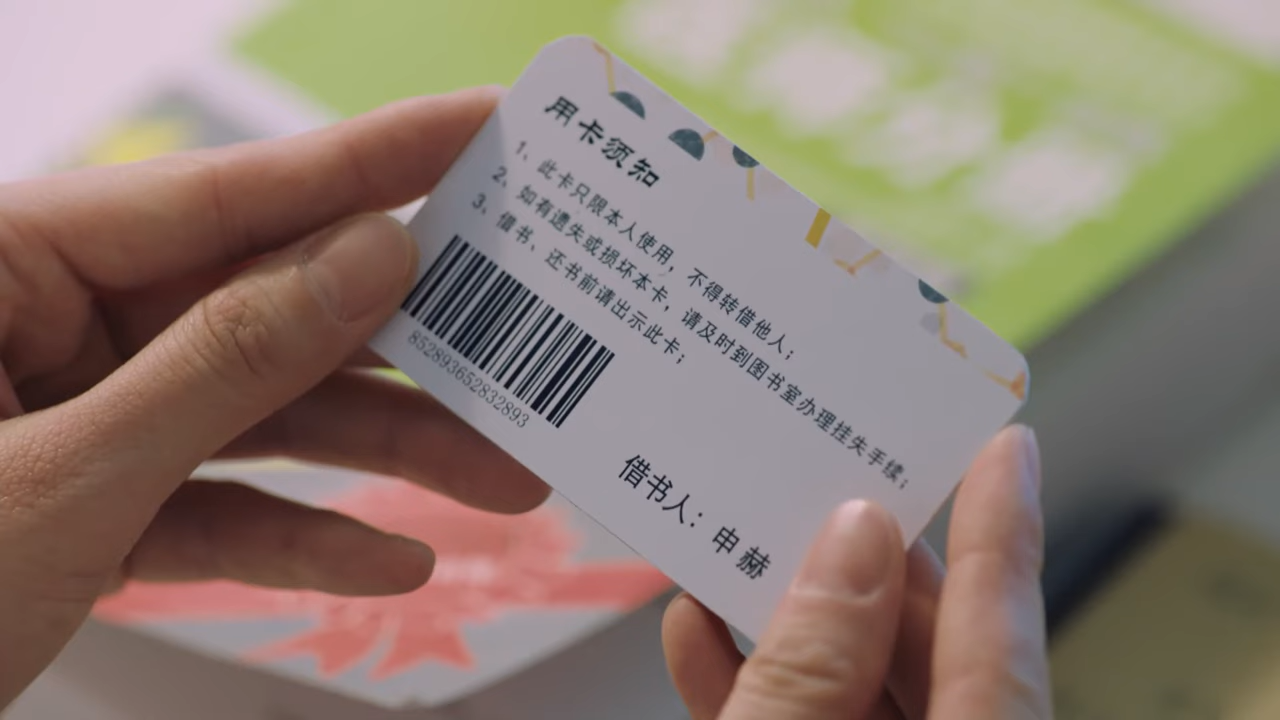 用卡须知
1、此卡只限本人使用，不得转借他人；
2、如有遗失或损坏本卡，请及时到图书室办理挂失手续；
3、借书、还书前请出示此卡；
852893652832893
借书人：申赫